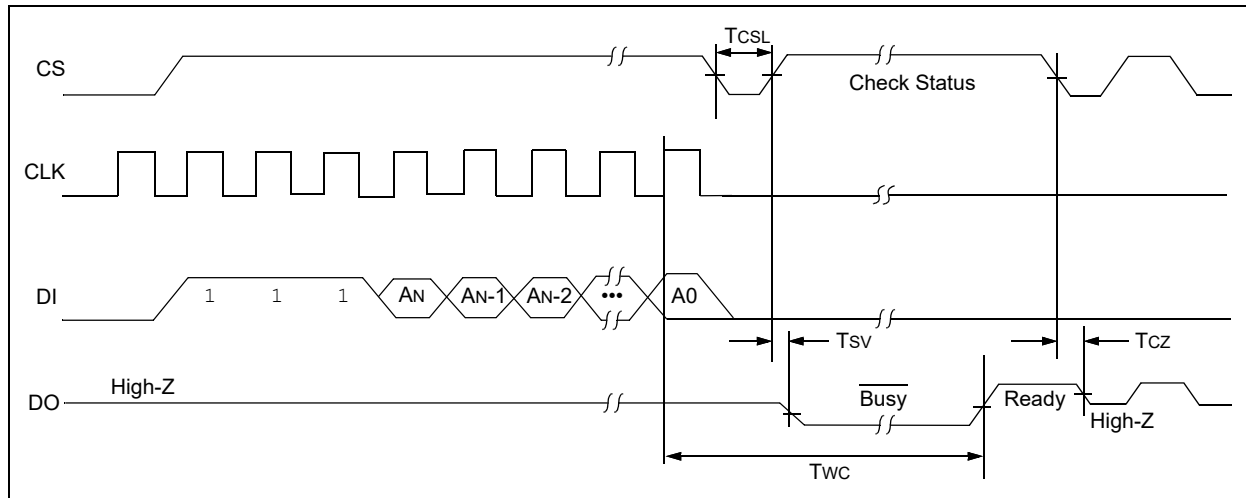 TCSL
CS
Check Status
CLK
DI
1 1 1 AN AN-1 AN-2 ••• A0
TSV
TCZ
High-Z
DO
Busy
Ready
High-Z
TWC